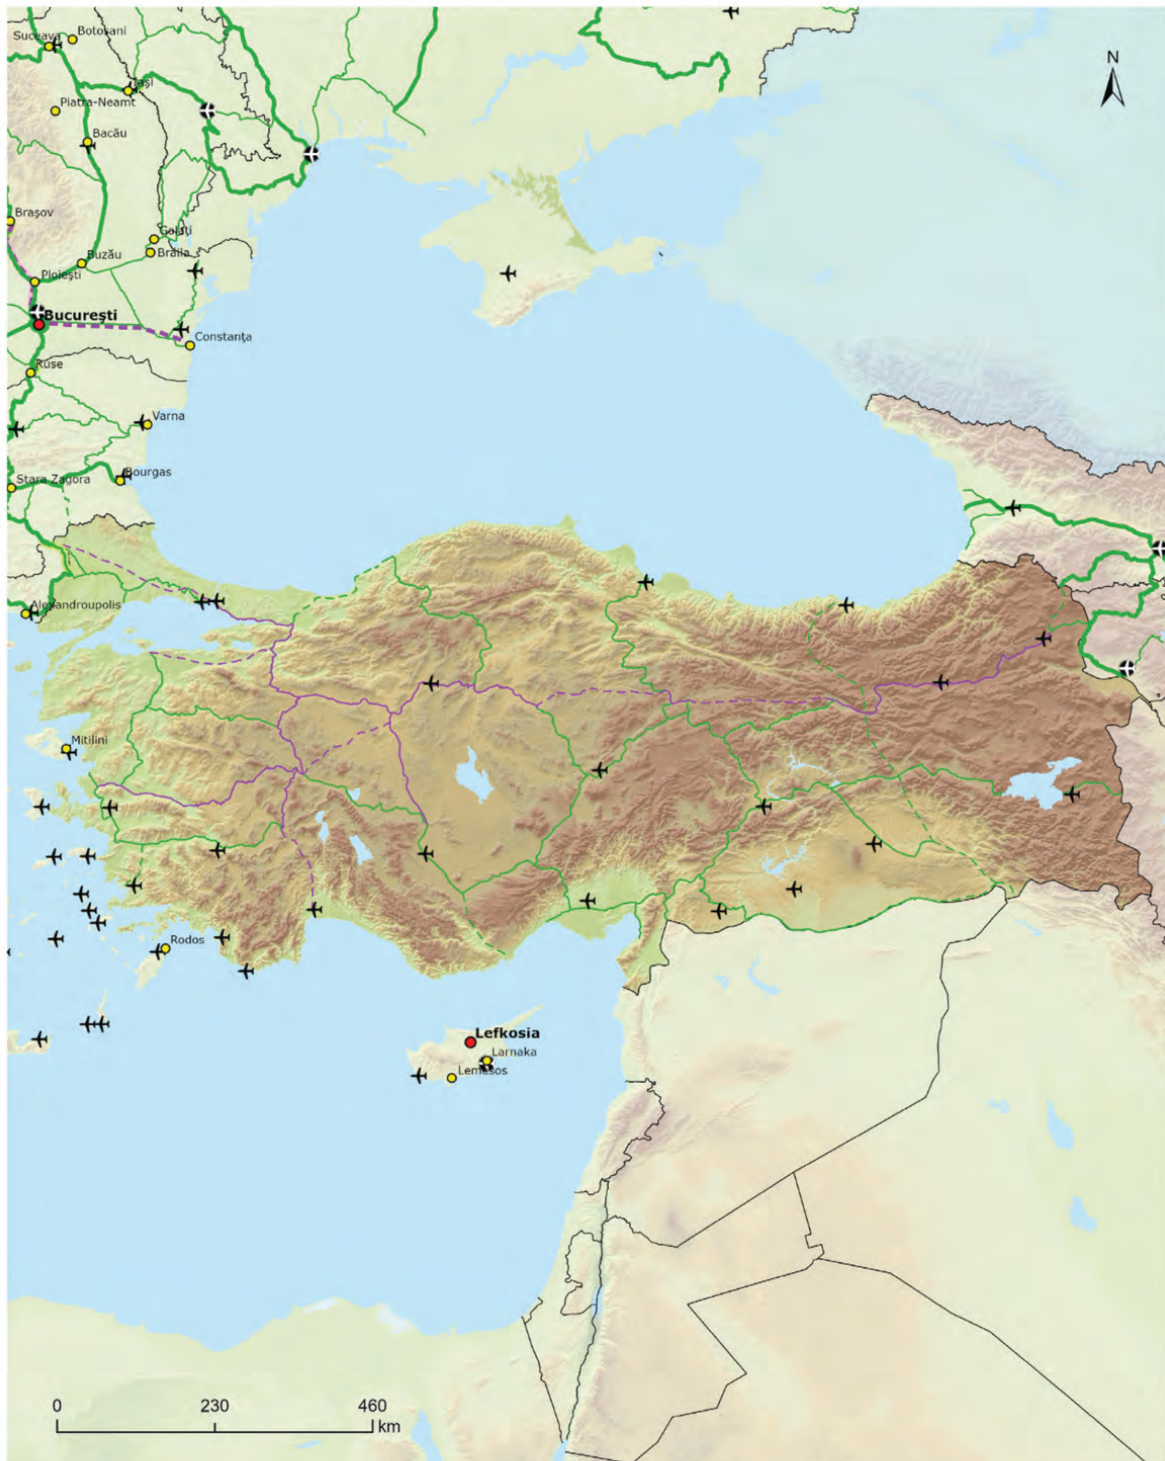 Suceava
Botoșani
Iași
Piatra-Neamt
Bacău
N
Brașov
Galați
Brăila
Buzău
Ploiești
București
Constanța
Ruse
Varna
Bourgas
Stara Zagora
Alexandroupolis
Mitilini
Rodos
Lefkosia
Larnaka
Lemesos
0
230
460
km